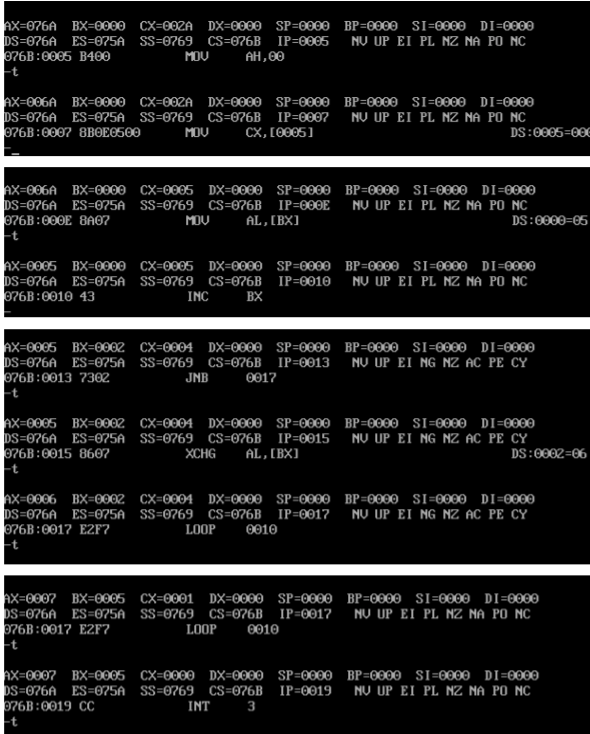 AX=076A BX=0000 CX=002A DX=0000 SP=0000 BP=0000 SI=0000 DI=0000
DS=076A ES=075A SS=0769 CS=076B IP=0005 NV UP EI PL NZ NA PO NC
076B:0005 B400 MOV AH,00
-t
AX=006A BX=0000 CX=002A DX=0000 SP=0000 BP=0000 SI=0000 DI=0000
DS=076A ES=075A SS=0769 CS=076B IP=0007 NV UP EI PL NZ NA PO NC
076B:0007 8B0E0500 MOV CX,[0005] DS:0005=000
-_
AX=006A BX=0000 CX=0005 DX=0000 SP=0000 BP=0000 SI=0000 DI=0000
DS=076A ES=075A SS=0769 CS=076B IP=000E NV UP EI PL NZ NA PO NC
076B:000E 8A07 MOV AL,[BX] DS:0000=05
-t
AX=0005 BX=0000 CX=0005 DX=0000 SP=0000 BP=0000 SI=0000 DI=0000
DS=076A ES=075A SS=0769 CS=076B IP=0010 NV UP EI PL NZ NA PO NC
076B:0010 43 INC BX
-
AX=0005 BX=0002 CX=0004 DX=0000 SP=0000 BP=0000 SI=0000 DI=0000
DS=076A ES=075A SS=0769 CS=076B IP=0013 NV UP EI NG NZ AC PE CY
076B:0013 7302 JNB 0017
-t
AX=0005 BX=0002 CX=0004 DX=0000 SP=0000 BP=0000 SI=0000 DI=0000
DS=076A ES=075A SS=0769 CS=076B IP=0015 NV UP EI NG NZ AC PE CY
076B:0015 8607 XCHG AL,[BX] DS:0002=06
-t
AX=0006 BX=0002 CX=0004 DX=0000 SP=0000 BP=0000 SI=0000 DI=0000
DS=076A ES=075A SS=0769 CS=076B IP=0017 NV UP EI NG NZ AC PE CY
076B:0017 E2F7 LOOP 0010
-t
AX=0007 BX=0005 CX=0001 DX=0000 SP=0000 BP=0000 SI=0000 DI=0000
DS=076A ES=075A SS=0769 CS=076B IP=0017 NV UP EI PL NZ NA PO NC
076B:0017 E2F7 LOOP 0010
-t
AX=0007 BX=0005 CX=0000 DX=0000 SP=0000 BP=0000 SI=0000 DI=0000
DS=076A ES=075A SS=0769 CS=076B IP=0019 NV UP EI PL NZ NA PO NC
076B:0019 CC INT 3
-t